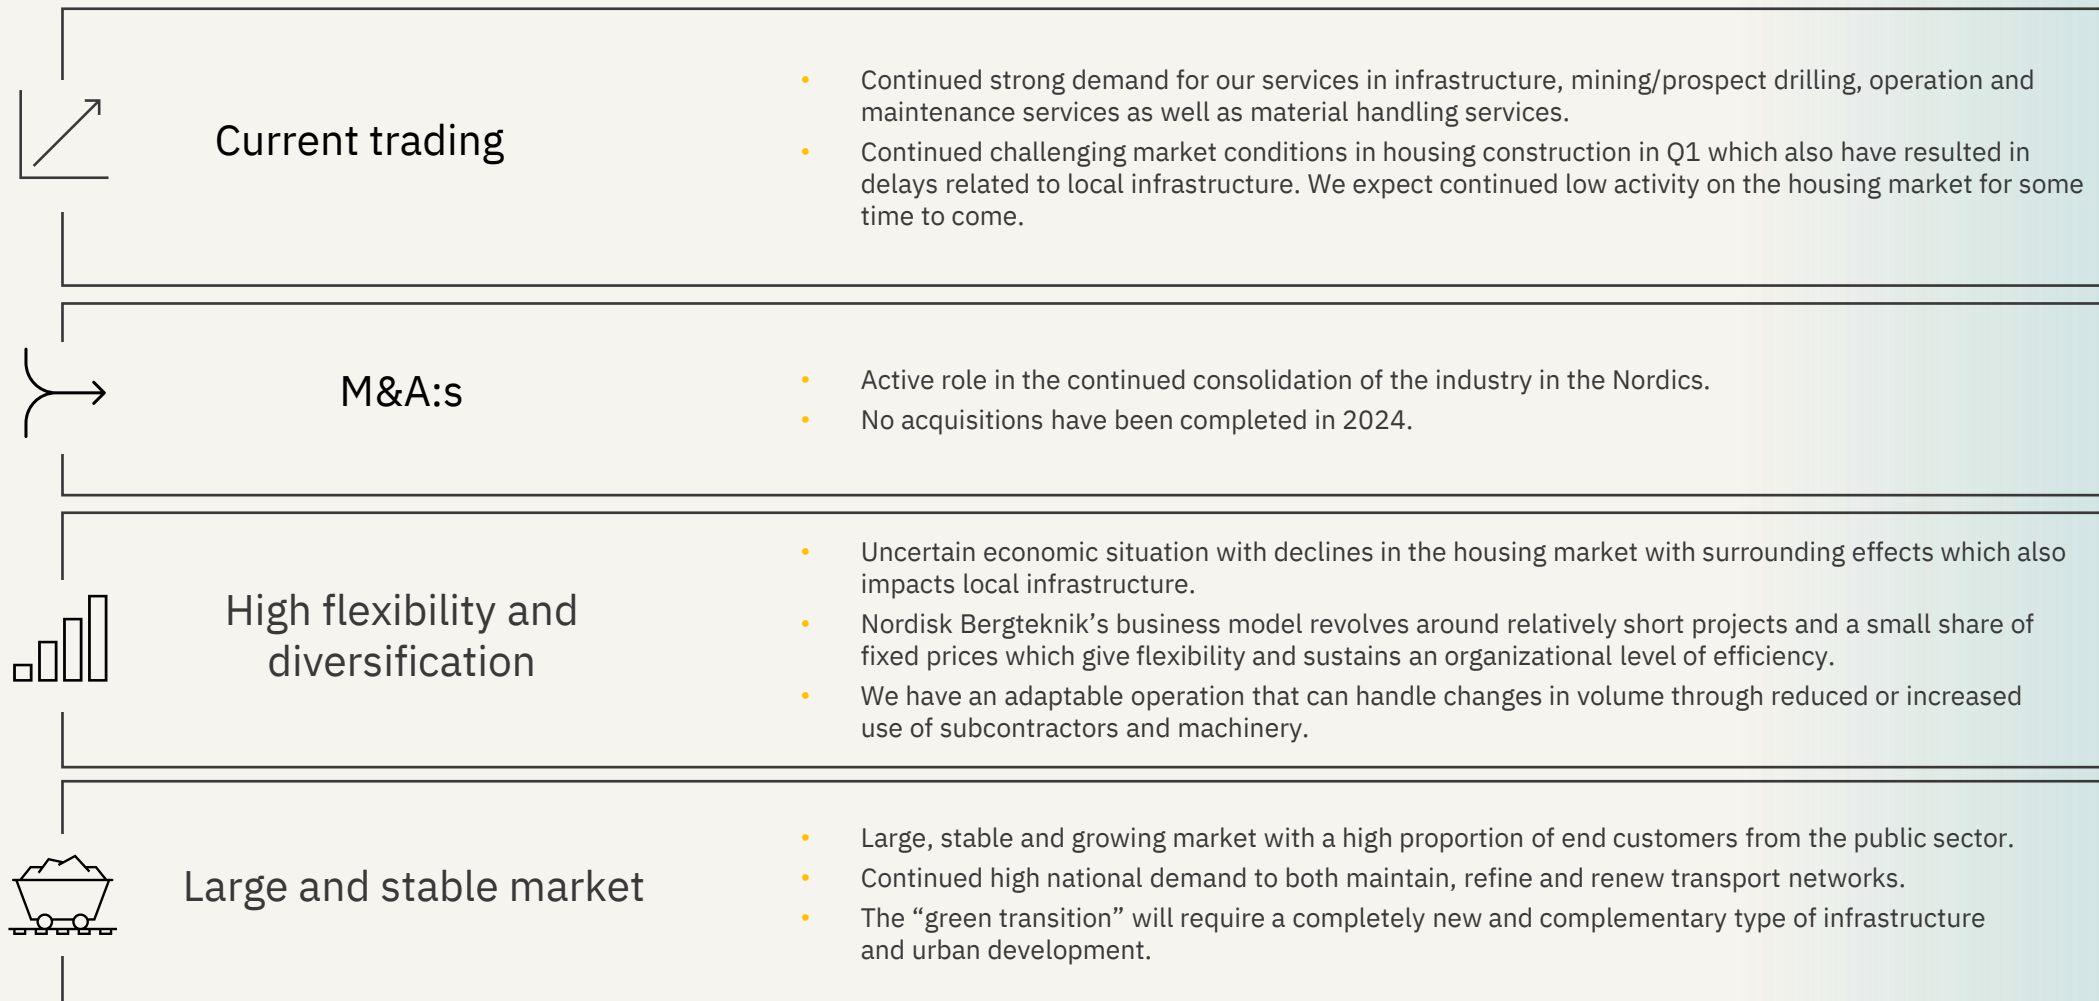 Current trading
• Continued strong demand for our services in infrastructure, mining/prospect drilling, operation and
maintenance services as well as material handling services.
• Continued challenging market conditions in housing construction in Q1 which also have resulted in
delays related to local infrastructure. We expect continued low activity on the housing market for some
time to come.
M&A:s
• Active role in the continued consolidation of the industry in the Nordics.
• No acquisitions have been completed in 2024.
High flexibility and
diversification
• Uncertain economic situation with declines in the housing market with surrounding effects which also
impacts local infrastructure.
• Nordisk Bergteknik’s business model revolves around relatively short projects and a small share of
fixed prices which give flexibility and sustains an organizational level of efficiency.
• We have an adaptable operation that can handle changes in volume through reduced or increased
use of subcontractors and machinery.
Large and stable market
• Large, stable and growing market with a high proportion of end customers from the public sector.
• Continued high national demand to both maintain, refine and renew transport networks.
• The “green transition” will require a completely new and complementary type of infrastructure
and urban development.